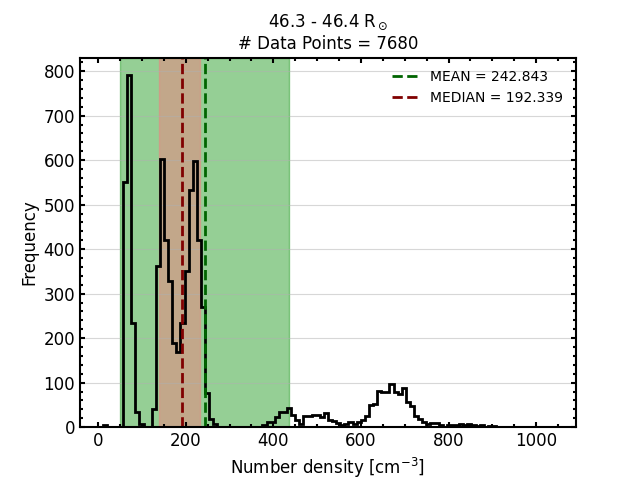 46.3 - 46.4 R⊙
# Data Points = 7680
MEAN = 242.843
MEDIAN = 192.339
Frequency
800
700
600
500
400
300
200
100
0
0 200 400 600 800 1000
Number density [cm⁻³]